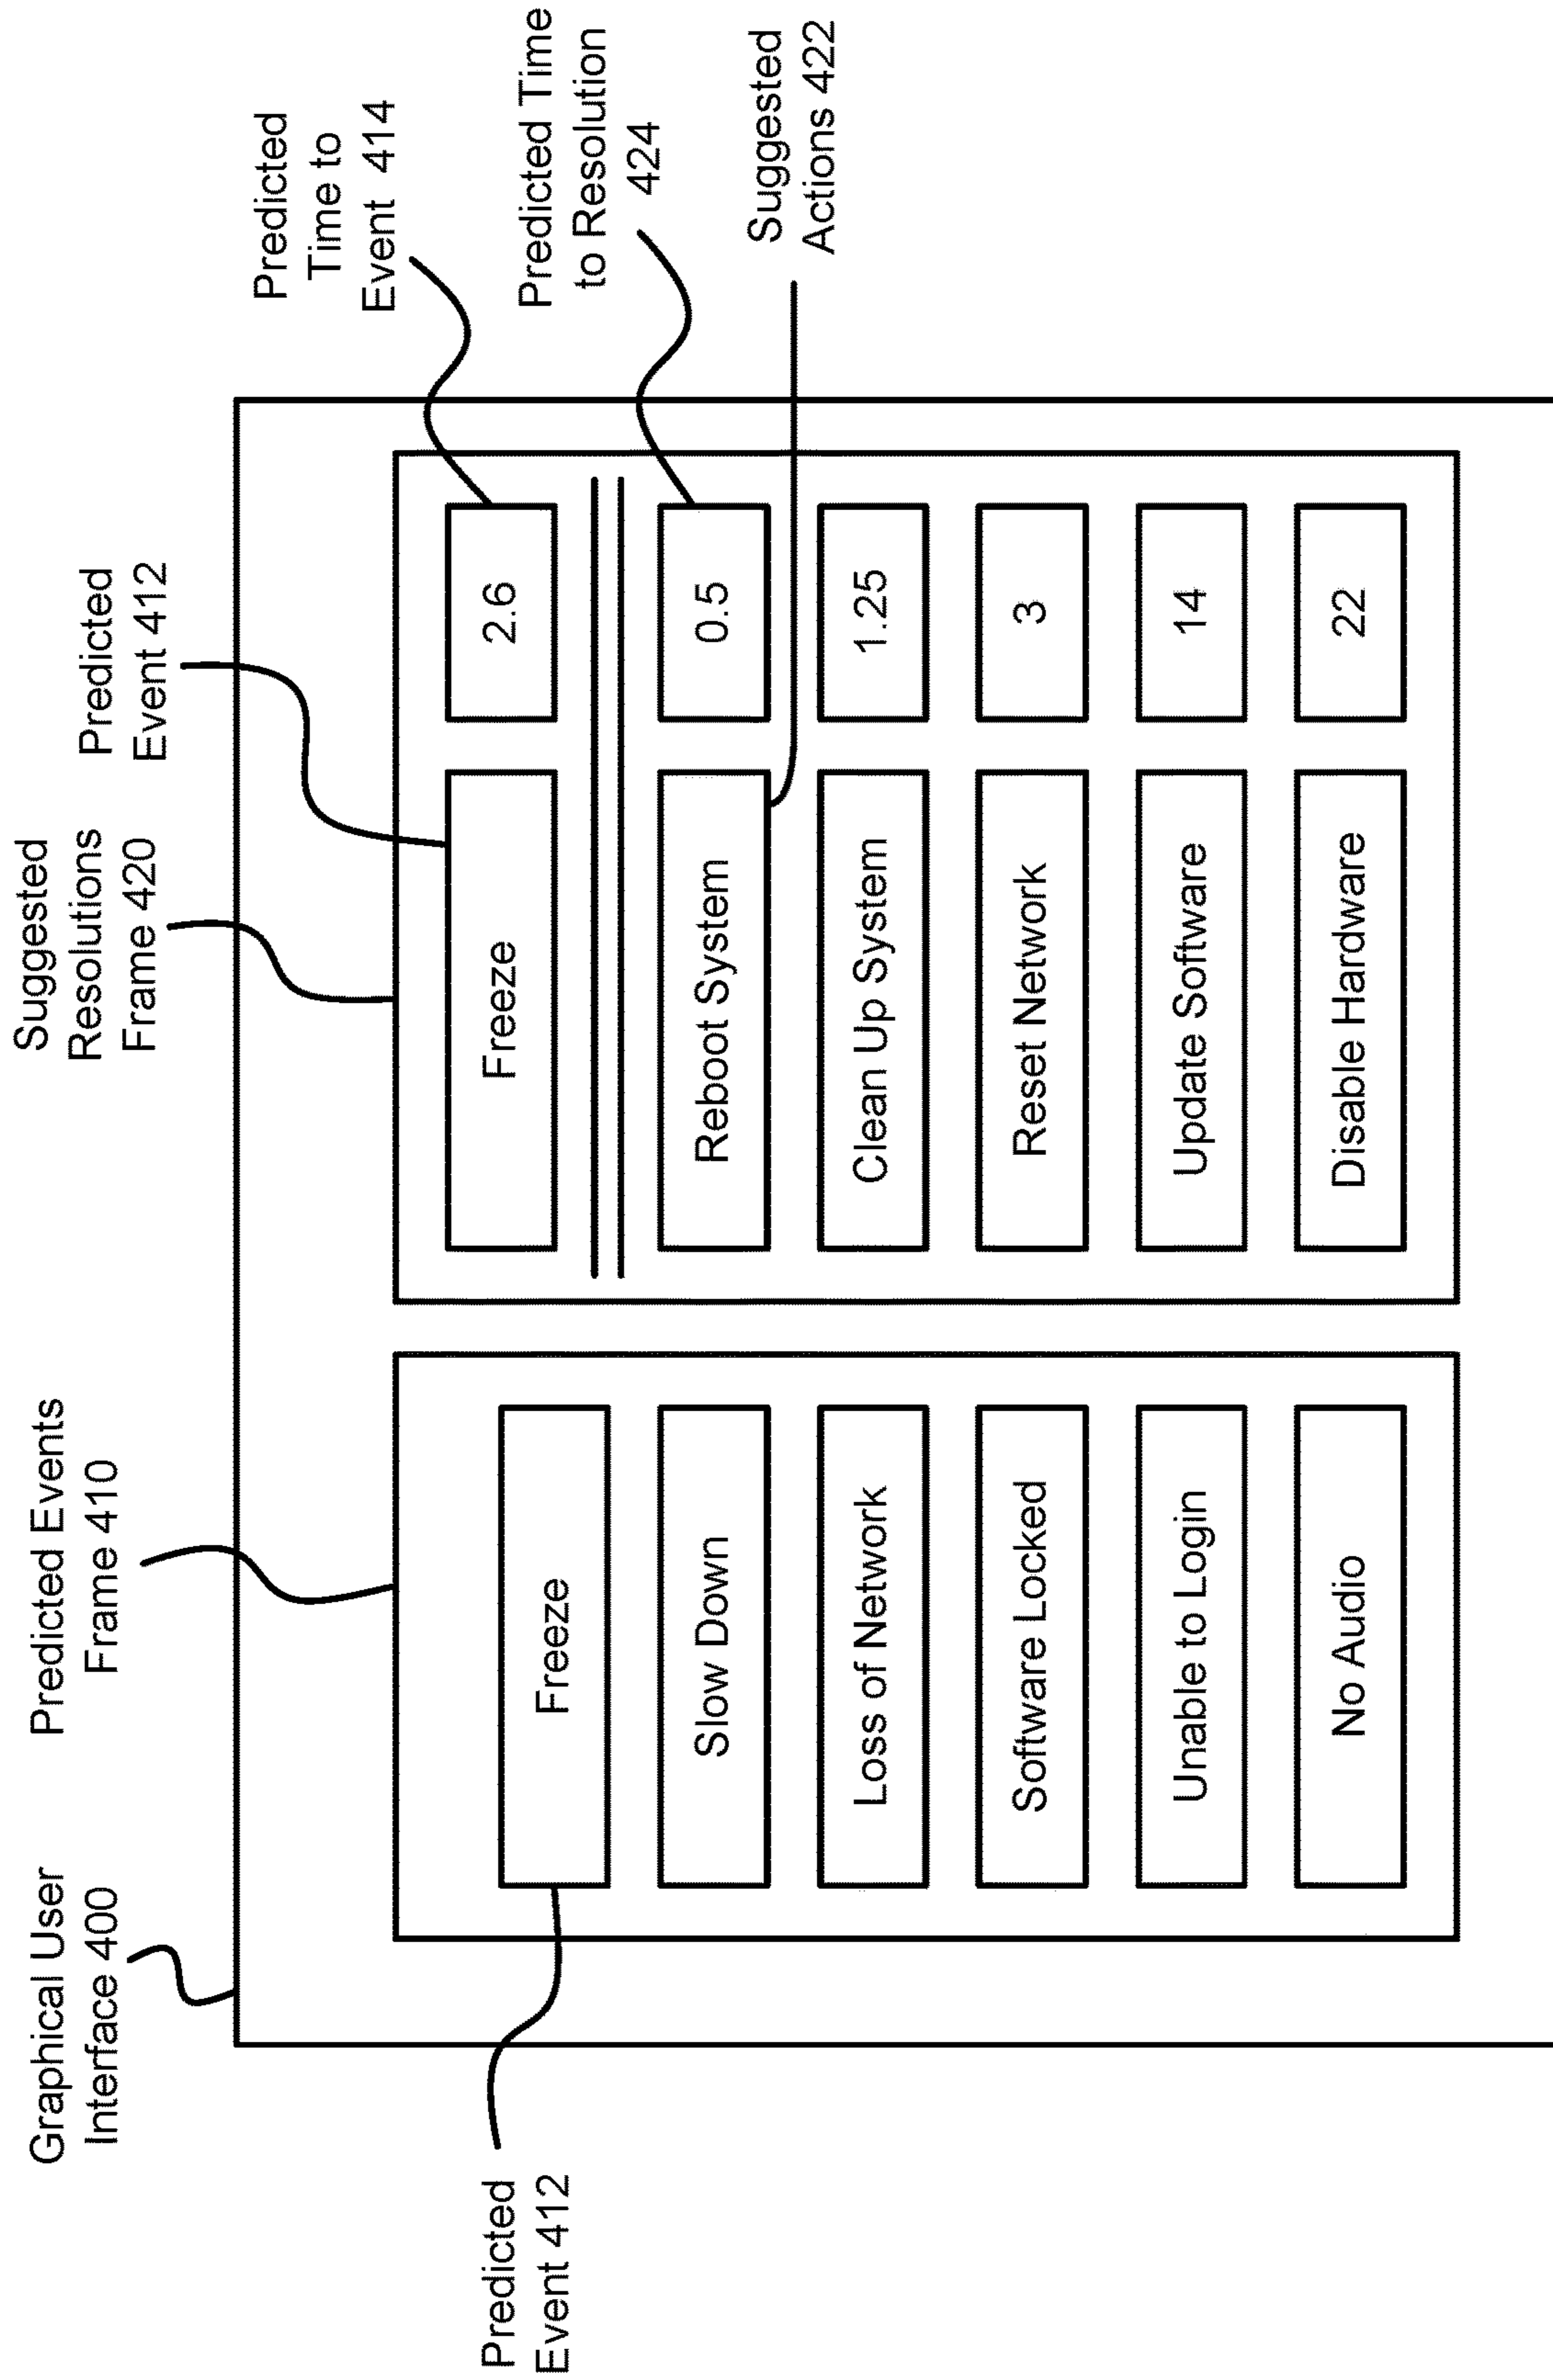 Graphical User
Interface 400
Predicted Events
Frame 410
Suggested
Resolutions
Frame 420
Predicted
Event 412
Predicted
Time to
Event 414
Predicted Time
to Resolution
424
Suggested
Actions 422
Predicted
Event 412
Freeze
Slow Down
Loss of Network
Software Locked
Unable to Login
No Audio
Freeze
2.6
Reboot System
0.5
Clean Up System
1.25
Reset Network
3
Update Software
14
Disable Hardware
22